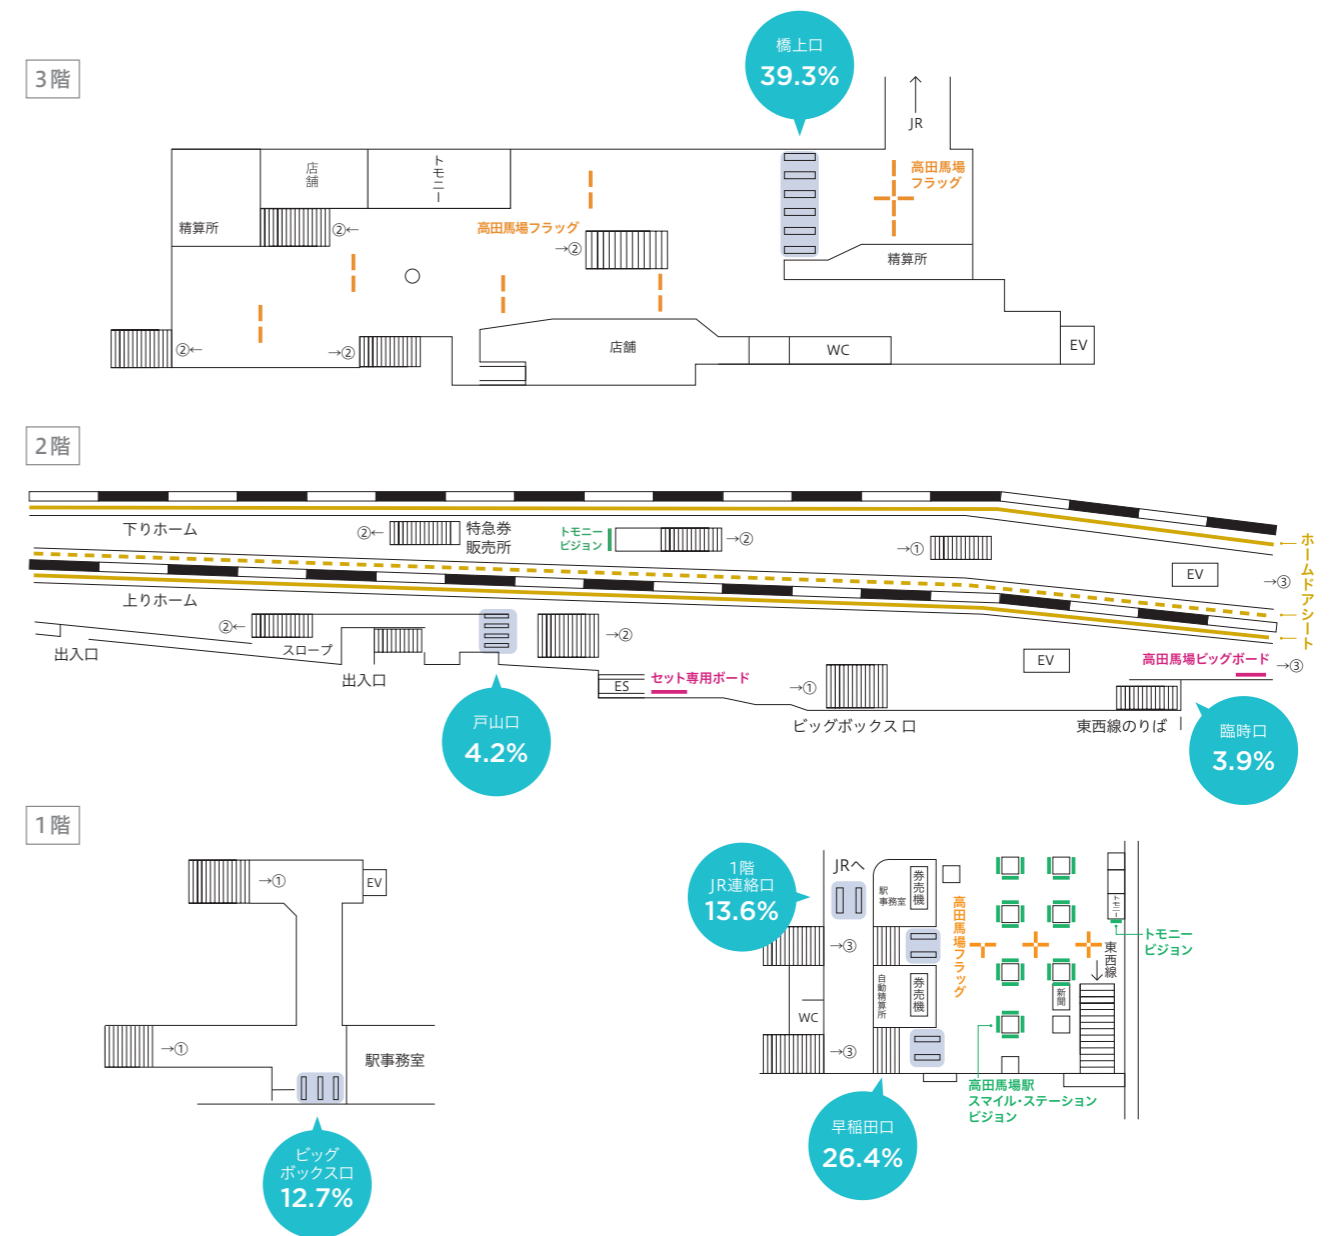 3階
橋上口
39.3%
JR
店舗
トモニー
高田馬場
フラッグ
精算所
②←
高田馬場フラッグ
→②
精算所
②←
→②
店舗
WC
EV
2階
下りホーム
②←
特急券
販売所
トモニー
ビジョン
→②
→①
ホームドアシート
EV
→③
上りホーム
②←
スロープ
→②
出入口
出入口
EV
高田馬場ビッグボード
→③
ES
セット専用ボード
→①
戸山口
4.2%
ビッグボックス口
東西線のりば
臨時口
3.9%
1階
→①
EV
→①
駅事務室
ビッグ
ボックス口
12.7%
1階
JR連絡口
13.6%
JRへ
駅
事務室
券売機
高田馬場フラッグ
トモニー
トモニー
ビジョン
→③
東西線
自動精算所
券売機
新聞
WC
→③
高田馬場駅
スマイル・ステーション
ビジョン
早稲田口
26.4%